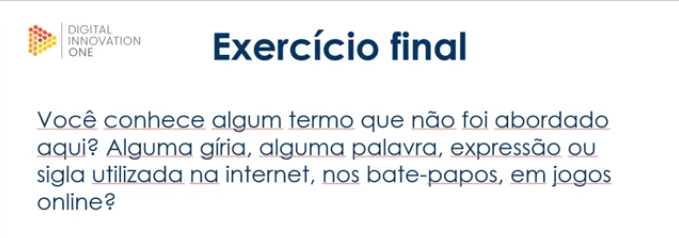 DIGITAL
INNOVATION
ONE
Exercício final
Você conhece algum termo que não foi abordado
aqui? Alguma gíria, alguma palavra, expressão ou
sigla utilizada na internet, nos bate-papos, em jogos
online?